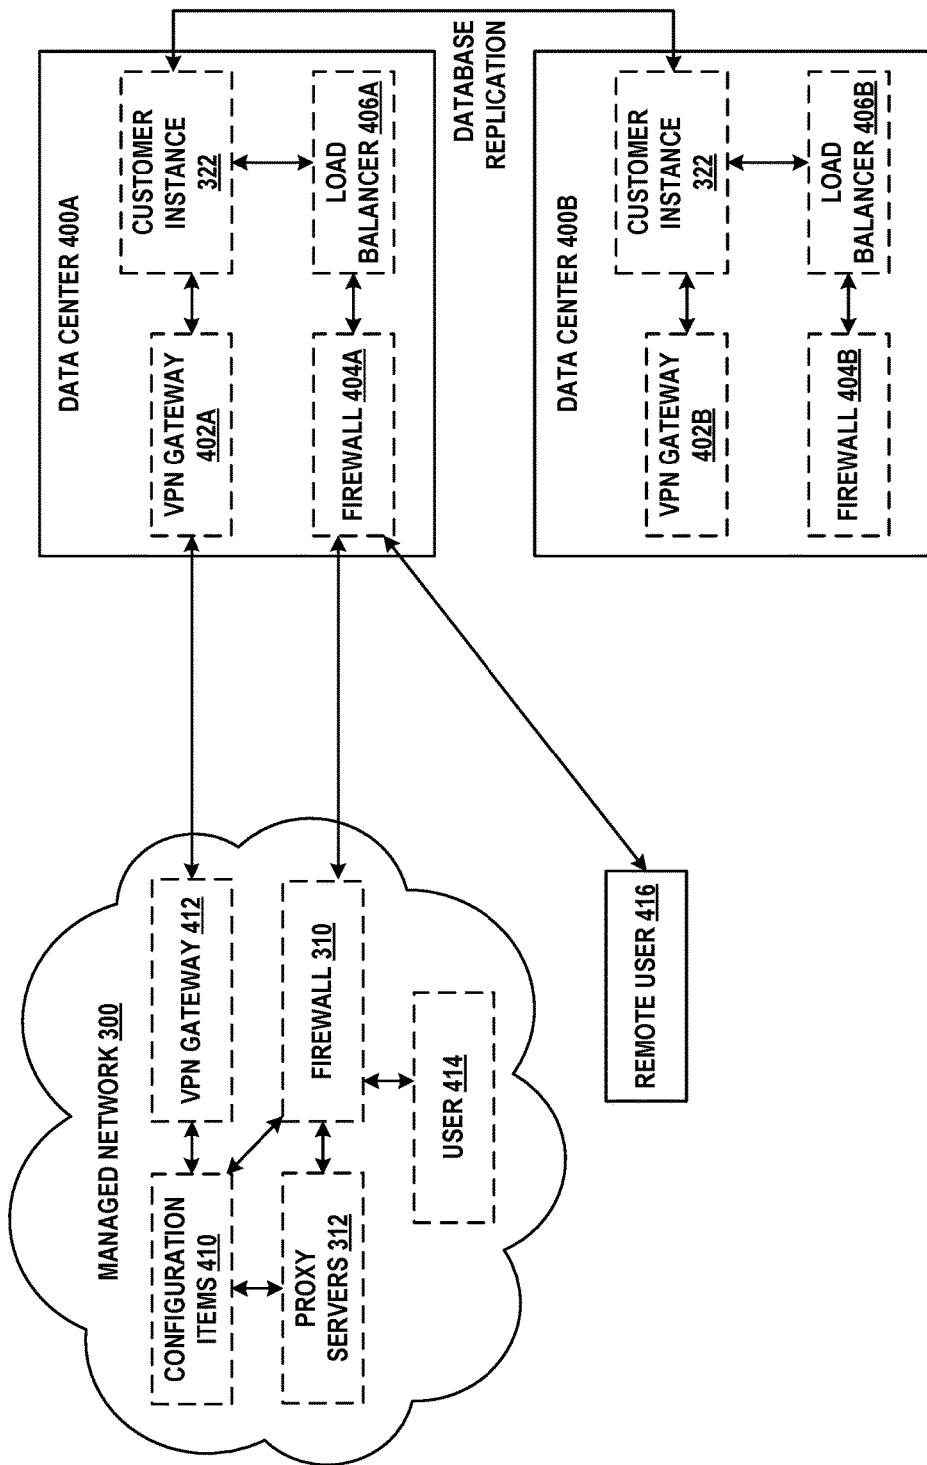 MANAGED NETWORK 300
CONFIGURATION
ITEMS 410
VPN GATEWAY 412
PROXY
SERVERS 312
FIREWALL 310
USER 414
REMOTE USER 416
DATA CENTER 400A
VPN GATEWAY
402A
CUSTOMER
INSTANCE
322
FIREWALL 404A
LOAD
BALANCER 406A
DATABASE
REPLICATION
DATA CENTER 400B
VPN GATEWAY
402B
CUSTOMER
INSTANCE
322
FIREWALL 404B
LOAD
BALANCER 406B